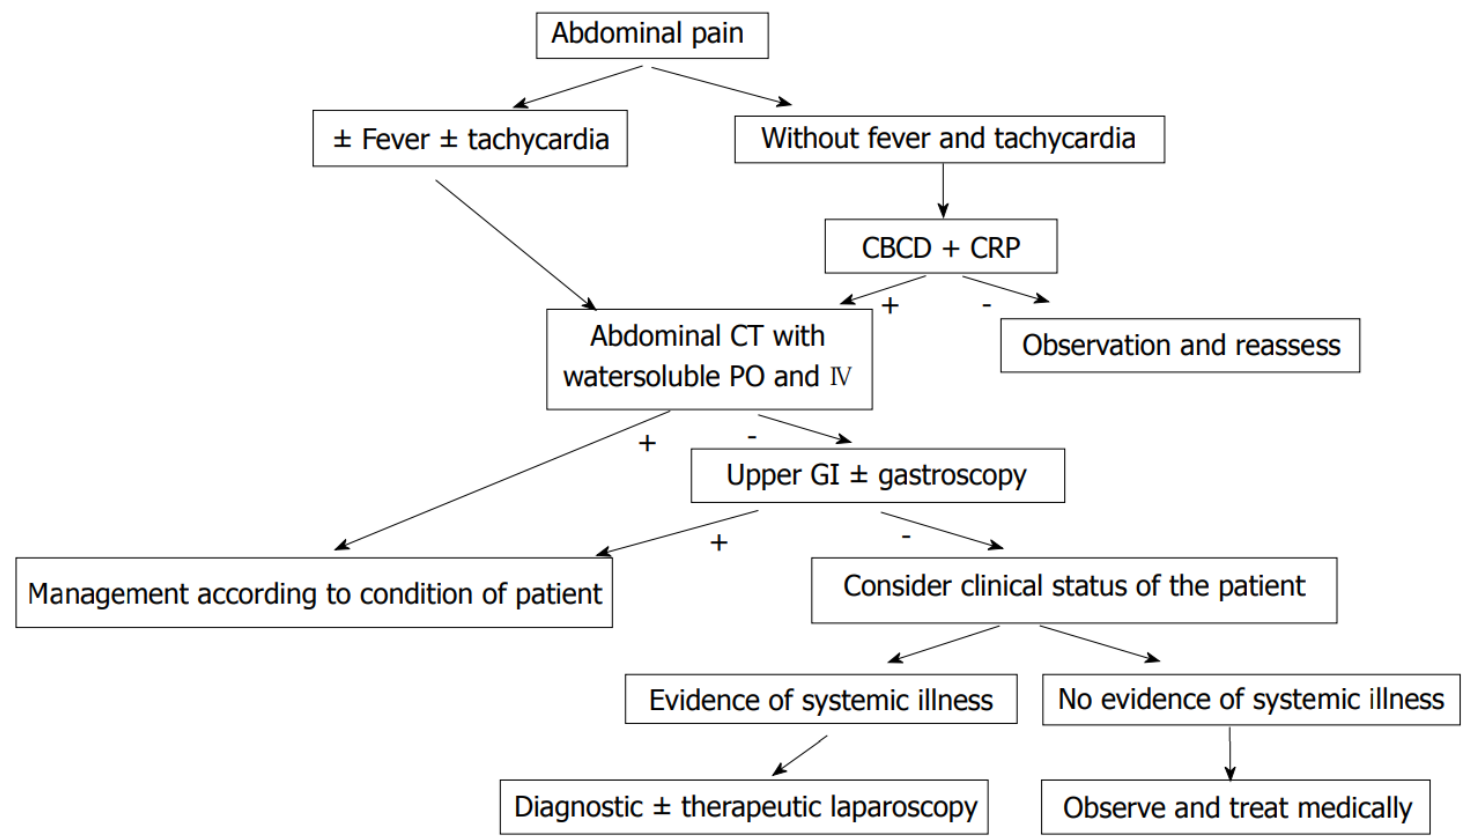 Abdominal pain
± Fever ± tachycardia
Without fever and tachycardia
CBCD + CRP
+
-
Abdominal CT with
watersoluble PO and Ⅳ
Observation and reassess
+
-
Upper GI ± gastroscopy
+
-
Management according to condition of patient
Consider clinical status of the patient
Evidence of systemic illness
No evidence of systemic illness
Diagnostic ± therapeutic laparoscopy
Observe and treat medically